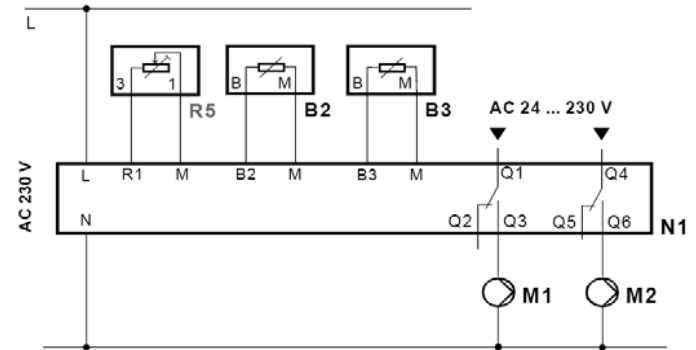 L
3 1 B M B M
R5 B2 B3
AC 24 ... 230 V
AC 230 V
L R1 M B2 M B3 M Q1 Q4
N Q2 Q3 Q5 Q6 N1
M1 M2